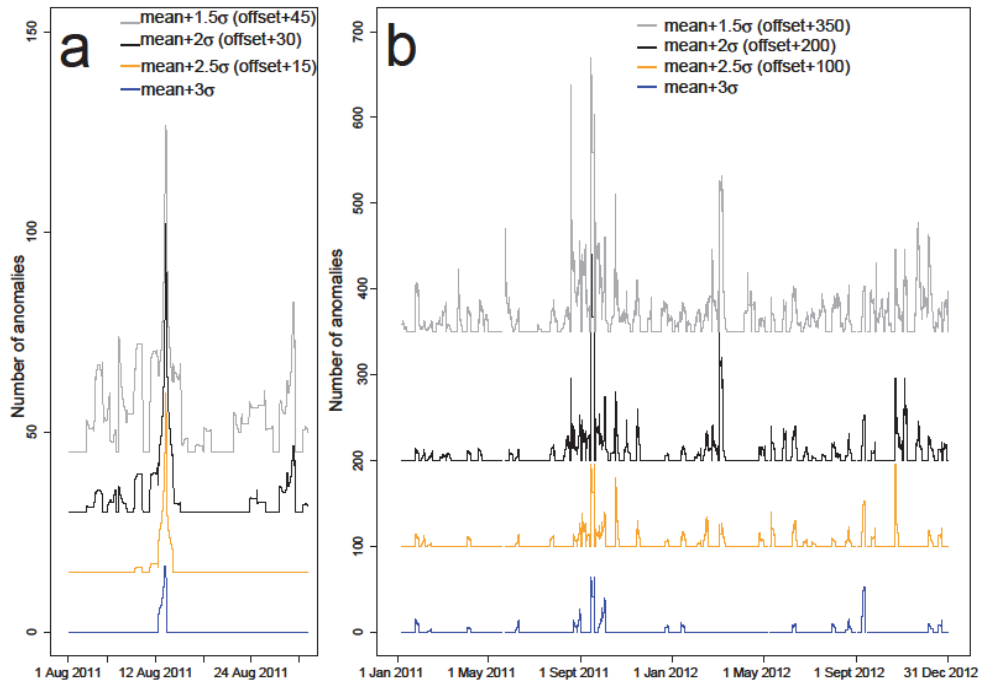 a
mean+1.5σ (offset+45)
mean+2σ (offset+30)
mean+2.5σ (offset+15)
mean+3σ
Number of anomalies
150
100
50
0
1 Aug 2011
12 Aug 2011
24 Aug 2011
b
mean+1.5σ (offset+350)
mean+2σ (offset+200)
mean+2.5σ (offset+100)
mean+3σ
Number of anomalies
700
600
500
400
300
200
100
0
1 Jan 2011
1 May 2011
1 Sept 2011
1 Jan 2012
1 May 2012
1 Sept 2012
31 Dec 2012